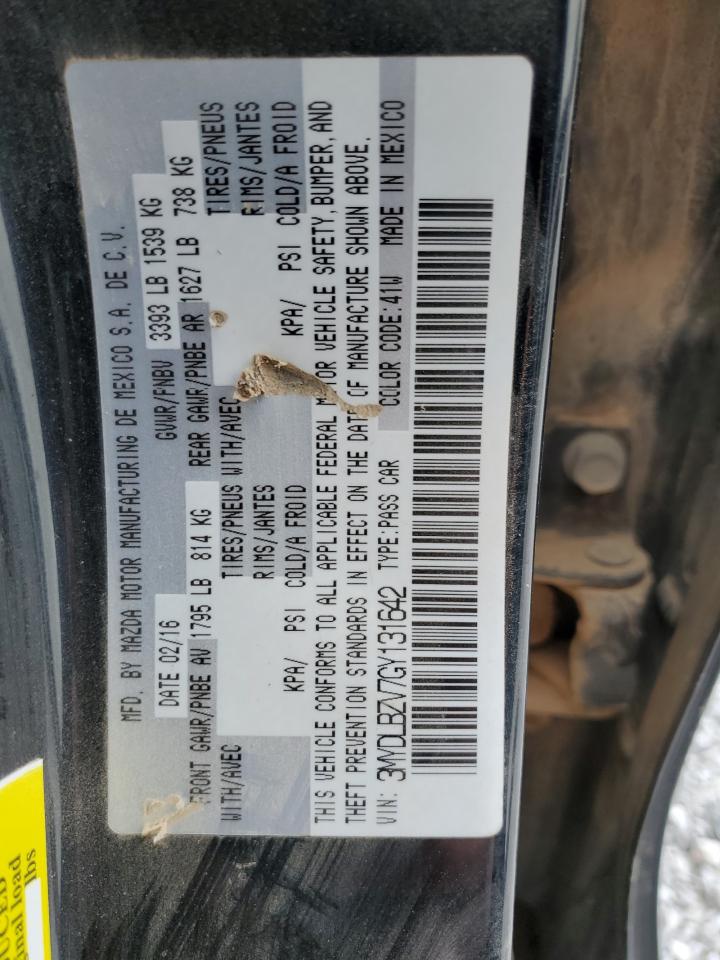 MFD. BY MAZDA MOTOR MANUFACTURING DE MEXICO S.A. DE C.V.
DATE 02/16 GVWR/PNBV 3393 LB 1539 KG
FRONT GAWR/PNBE AV 1795 LB 814 KG REAR GAWR/PNBE AR 1627 LB 738 KG
WITH/AVEC TIRES/PNEUS WITH/AVEC TIRES/PNEUS
RIMS/JANTES RIMS/JANTES
KPA/ PSI COLD/A FROID KPA/ PSI COLD/A FROID
THIS VEHICLE CONFORMS TO ALL APPLICABLE FEDERAL MOTOR VEHICLE SAFETY, BUMPER, AND
THEFT PREVENTION STANDARDS IN EFFECT ON THE DATE OF MANUFACTURE SHOWN ABOVE.
VIN: 3MYDLBZV7GY131642 TYPE:PASS CAR COLOR CODE:41W MADE IN MEXICO
load
lbs